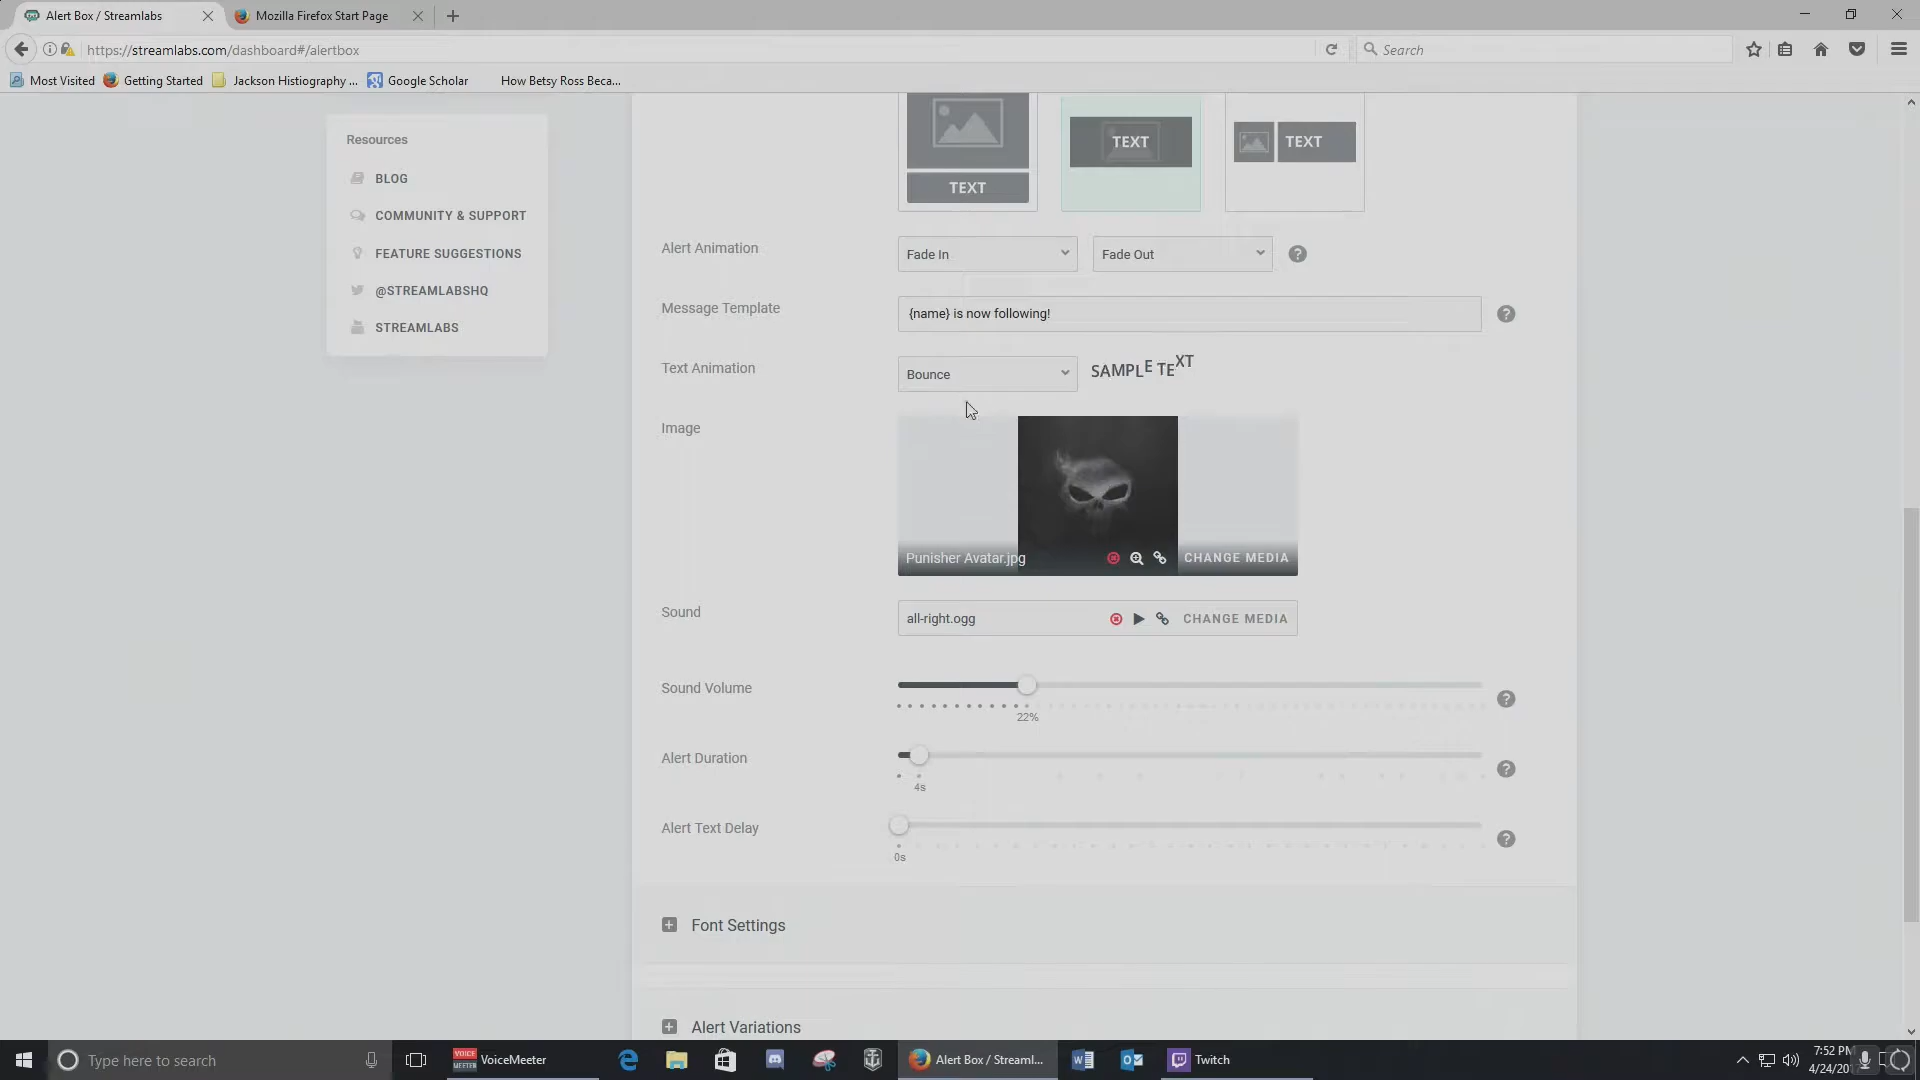 Alert Box / Streamlabs
Mozilla Firefox Start Page
https://streamlabs.com/dashboard#/alertbox
Search
Most Visited
Getting Started
Jackson Histiography ...
Google Scholar
How Betsy Ross Beca...
Resources
BLOG
COMMUNITY & SUPPORT
FEATURE SUGGESTIONS
@STREAMLABSHQ
STREAMLABS
TEXT
TEXT
TEXT
Alert Animation
Fade In
Fade Out
Message Template
{name} is now following!
Text Animation
Bounce
SAMPLE TEXT
Image
Punisher Avatar.jpg
CHANGE MEDIA
Sound
all-right.ogg
CHANGE MEDIA
Sound Volume
22%
Alert Duration
4s
Alert Text Delay
0s
Font Settings
Alert Variations
Type here to search
VOICE MEETER
VoiceMeeter
Alert Box / Streaml...
Twitch
7:52 PM
4/24/20